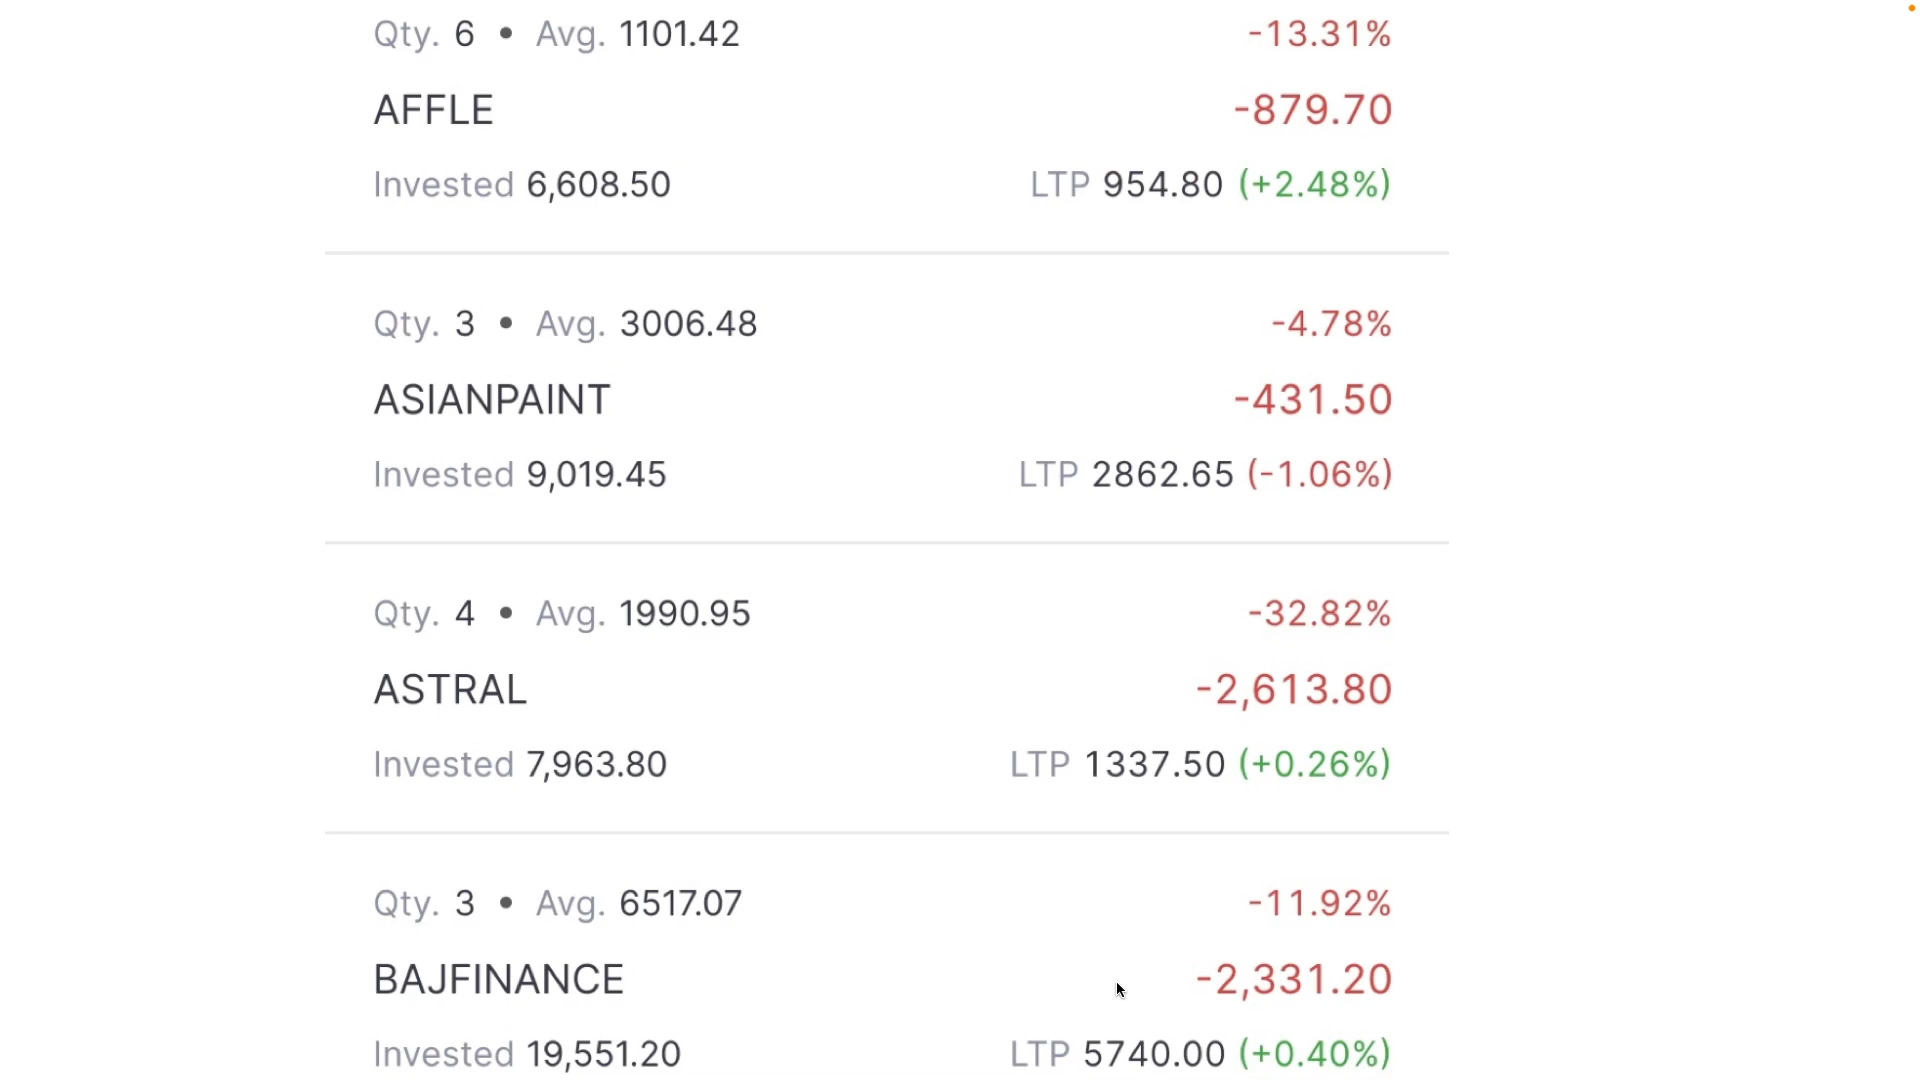 Qty. 6 • Avg. 1101.42 -13.31%
AFFLE -879.70
Invested 6,608.50 LTP 954.80 (+2.48%)
Qty. 3 • Avg. 3006.48 -4.78%
ASIANPAINT -431.50
Invested 9,019.45 LTP 2862.65 (-1.06%)
Qty. 4 • Avg. 1990.95 -32.82%
ASTRAL -2,613.80
Invested 7,963.80 LTP 1337.50 (+0.26%)
Qty. 3 • Avg. 6517.07 -11.92%
BAJFINANCE -2,331.20
Invested 19,551.20 LTP 5740.00 (+0.40%)